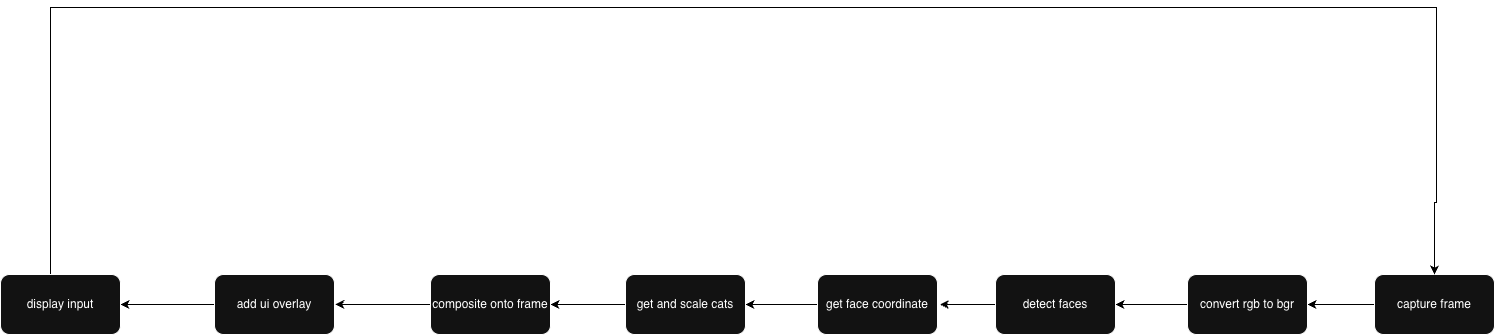 display input
add ui overlay
composite onto frame
get and scale cats
get face coordinate
detect faces
convert rgb to bgr
capture frame